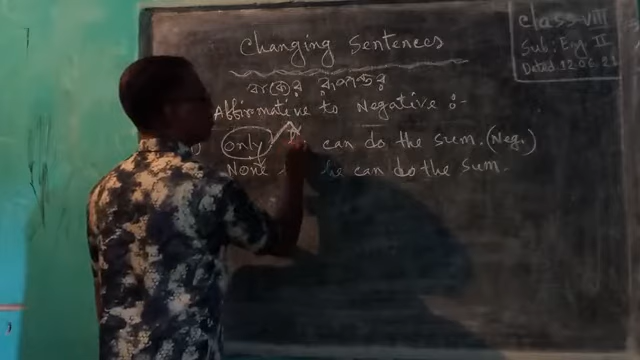 Changing Sentences
Class-VIII
Sub: Eng II
Dated. 12.06.21
Affirmative to Negative :-
Only can do the sum. (Neg.)
None he can do the sum.